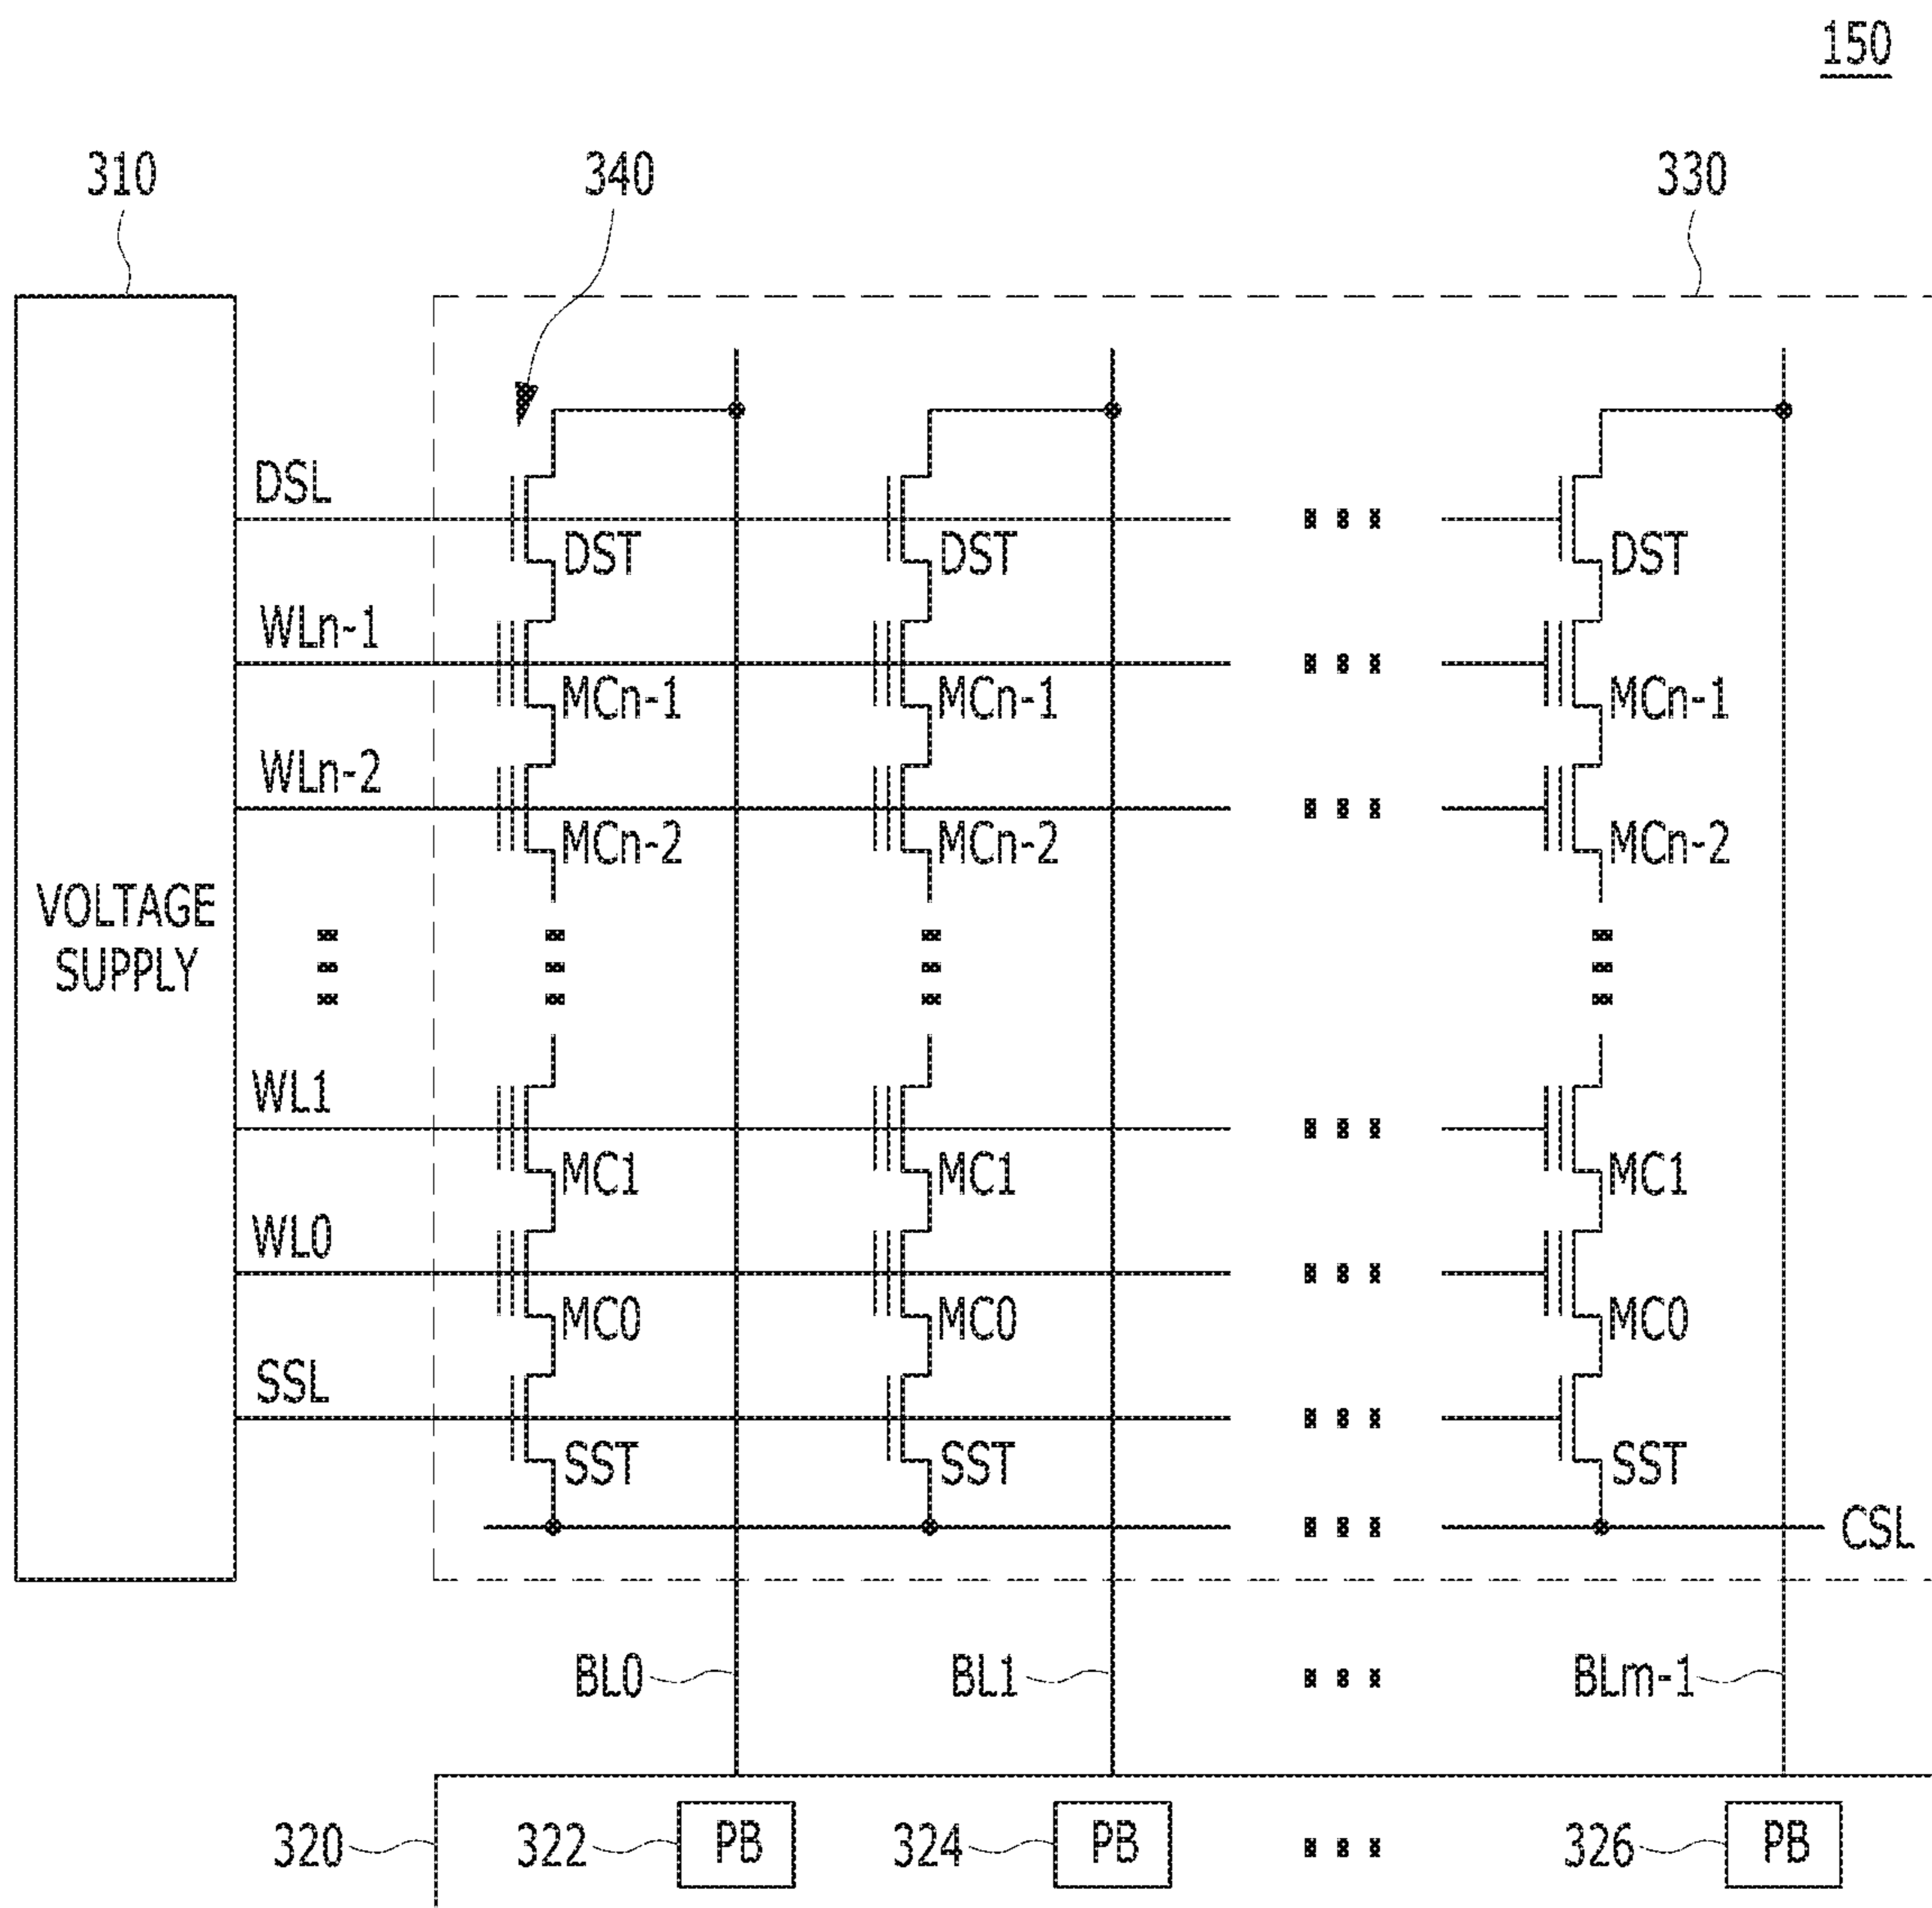 150
310 340 330
DSL
DST DST DST
WLn-1
MCn-1 MCn-1 MCn-1
WLn-2
MCn-2 MCn-2 MCn-2
VOLTAGE
SUPPLY
WL1
MC1 MC1 MC1
WL0
MC0 MC0 MC0
SSL
SST SST SST
CSL
BL0 BL1 BLm-1
320 322 PB 324 PB 326 PB